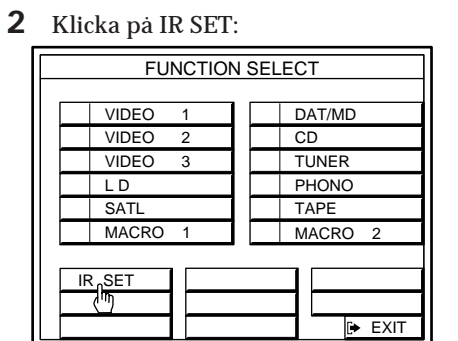 2 Klicka på IR SET:
FUNCTION SELECT
VIDEO 1
VIDEO 2
VIDEO 3
L D
SATL
MACRO 1
DAT/MD
CD
TUNER
PHONO
TAPE
MACRO 2
IR SET
EXIT